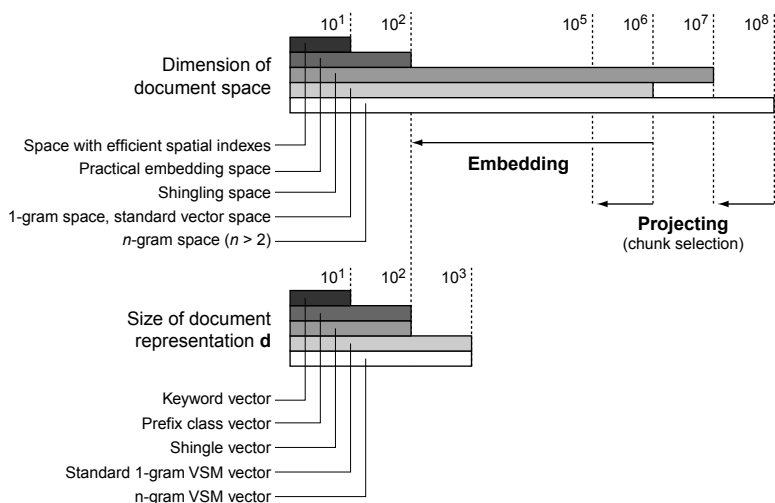 10¹ 10² 10⁵ 10⁶ 10⁷ 10⁸
Dimension of
document space
Space with efficient spatial indexes
Practical embedding space
Embedding
Shingling space
1-gram space, standard vector space
Projecting
n-gram space (n > 2)
(chunk selection)
10¹ 10² 10³
Size of document
representation d
Keyword vector
Prefix class vector
Shingle vector
Standard 1-gram VSM vector
n-gram VSM vector